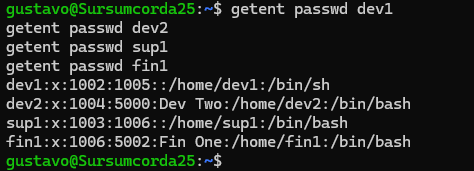 gustavo@Sursumcorda25:~$ getent passwd dev1
getent passwd dev2
getent passwd sup1
getent passwd fin1
dev1:x:1002:1005::/home/dev1:/bin/sh
dev2:x:1004:5000:Dev Two:/home/dev2:/bin/bash
sup1:x:1003:1006::/home/sup1:/bin/bash
fin1:x:1006:5002:Fin One:/home/fin1:/bin/bash
gustavo@Sursumcorda25:~$